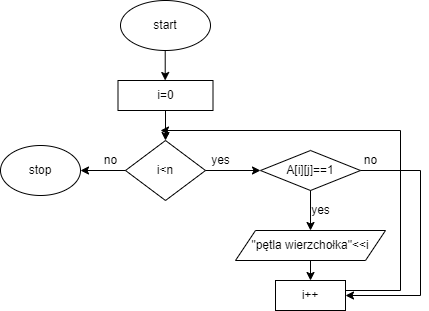 start
i=0
i<n
no
yes
stop
A[i][j]==1
no
yes
"pętla wierzchołka"<<i
i++